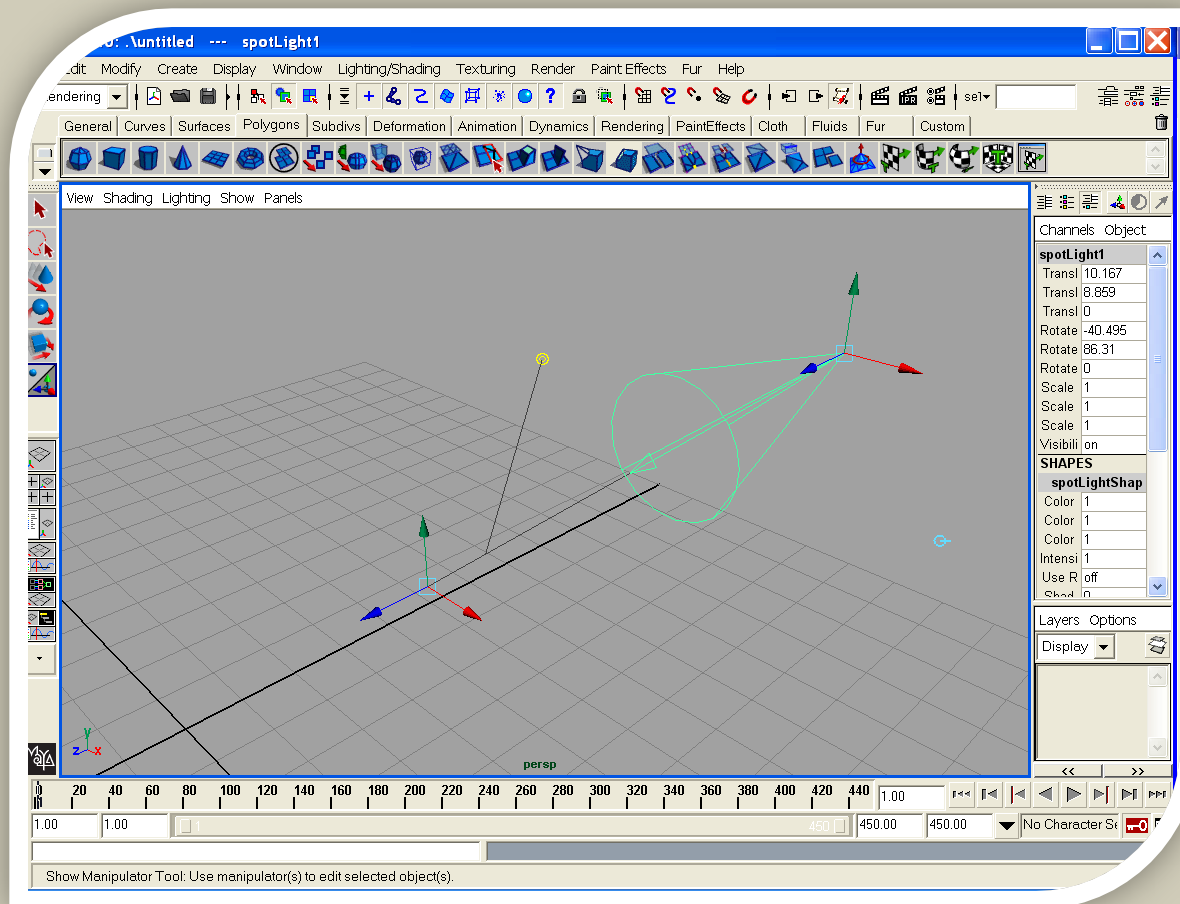 .\untitled --- spotLight1
Edit Modify Create Display Window Lighting/Shading Texturing Render Paint Effects Fur Help
endering
sel
General Curves Surfaces Polygons Subdivs Deformation Animation Dynamics Rendering PaintEffects Cloth Fluids Fur Custom
View Shading Lighting Show Panels
Channels Object
spotLight1
Transl 10.167
Transl 8.859
Transl 0
Rotate -40.495
Rotate 86.31
Rotate 0
Scale 1
Scale 1
Scale 1
Visibili on
SHAPES
spotLightShap
Color 1
Color 1
Color 1
Intensi 1
Use R off
Shad 0
Layers Options
Display
<< >>
y
z x
persp
MAYA
20 40 60 80 100 120 140 160 180 200 220 240 260 280 300 320 340 360 380 400 420 440
1.00
1.00 1.00 1 450 450.00 450.00 No Character Se
Show Manipulator Tool: Use manipulator(s) to edit selected object(s).